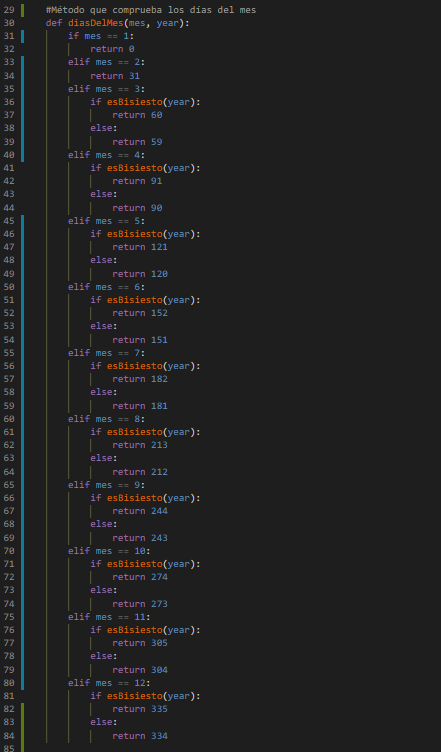 29 #Método que comprueba los días del mes
30 def diasDelMes(mes, year):
31     if mes == 1:
32         return 0
33     elif mes == 2:
34         return 31
35     elif mes == 3:
36         if esBisiesto(year):
37             return 60
38         else:
39             return 59
40     elif mes == 4:
41         if esBisiesto(year):
42             return 91
43         else:
44             return 90
45     elif mes == 5:
46         if esBisiesto(year):
47             return 121
48         else:
49             return 120
50     elif mes == 6:
51         if esBisiesto(year):
52             return 152
53         else:
54             return 151
55     elif mes == 7:
56         if esBisiesto(year):
57             return 182
58         else:
59             return 181
60     elif mes == 8:
61         if esBisiesto(year):
62             return 213
63         else:
64             return 212
65     elif mes == 9:
66         if esBisiesto(year):
67             return 244
68         else:
69             return 243
70     elif mes == 10:
71         if esBisiesto(year):
72             return 274
73         else:
74             return 273
75     elif mes == 11:
76         if esBisiesto(year):
77             return 305
78         else:
79             return 304
80     elif mes == 12:
81         if esBisiesto(year):
82             return 335
83         else:
84             return 334
85